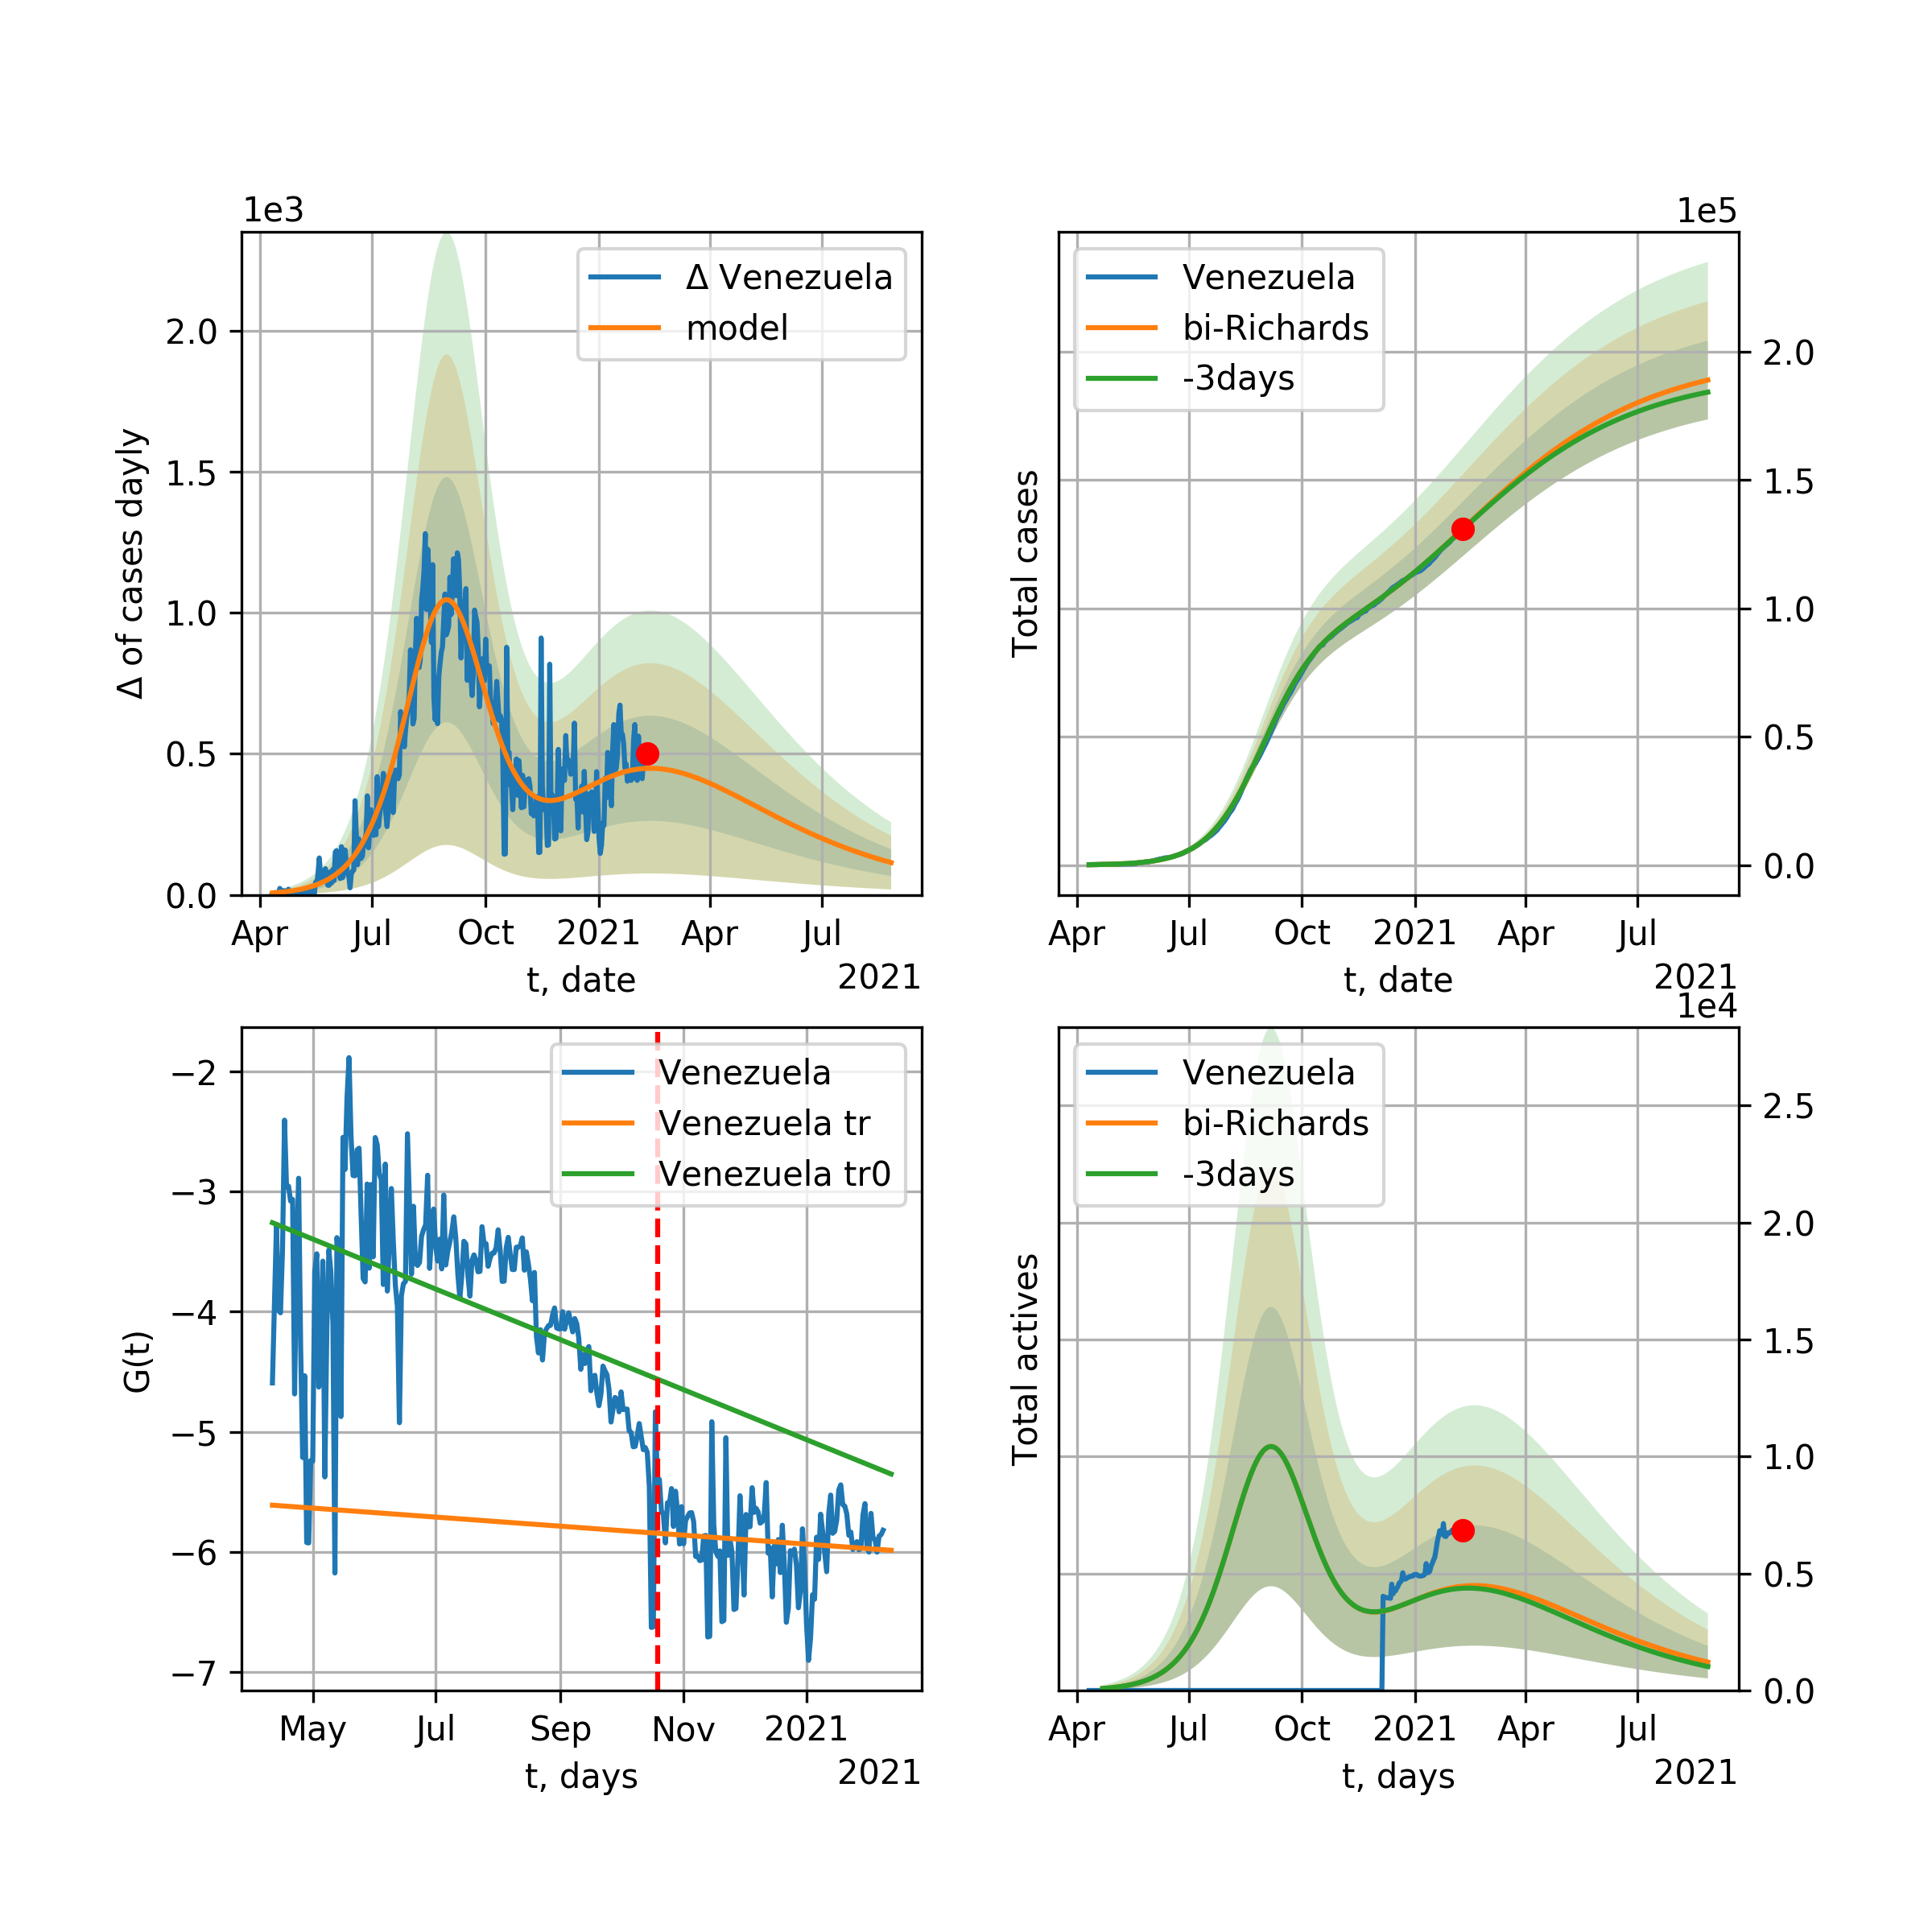 1e3
Δ Venezuela
model
2.0
1.5
1.0
0.5
0.0
Δ of cases dayly
Apr Jul Oct 2021 Apr Jul
t, date
2021
1e5
Venezuela
bi-Richards
-3days
2.0
1.5
1.0
0.5
0.0
Total cases
Apr Jul Oct 2021 Apr Jul
t, date
2021
Venezuela
Venezuela tr
Venezuela tr0
−2
−3
−4
−5
−6
−7
G(t)
May Jul Sep Nov 2021
t, days
2021
1e4
Venezuela
bi-Richards
-3days
2.5
2.0
1.5
1.0
0.5
0.0
Total actives
Apr Jul Oct 2021 Apr Jul
t, days
2021